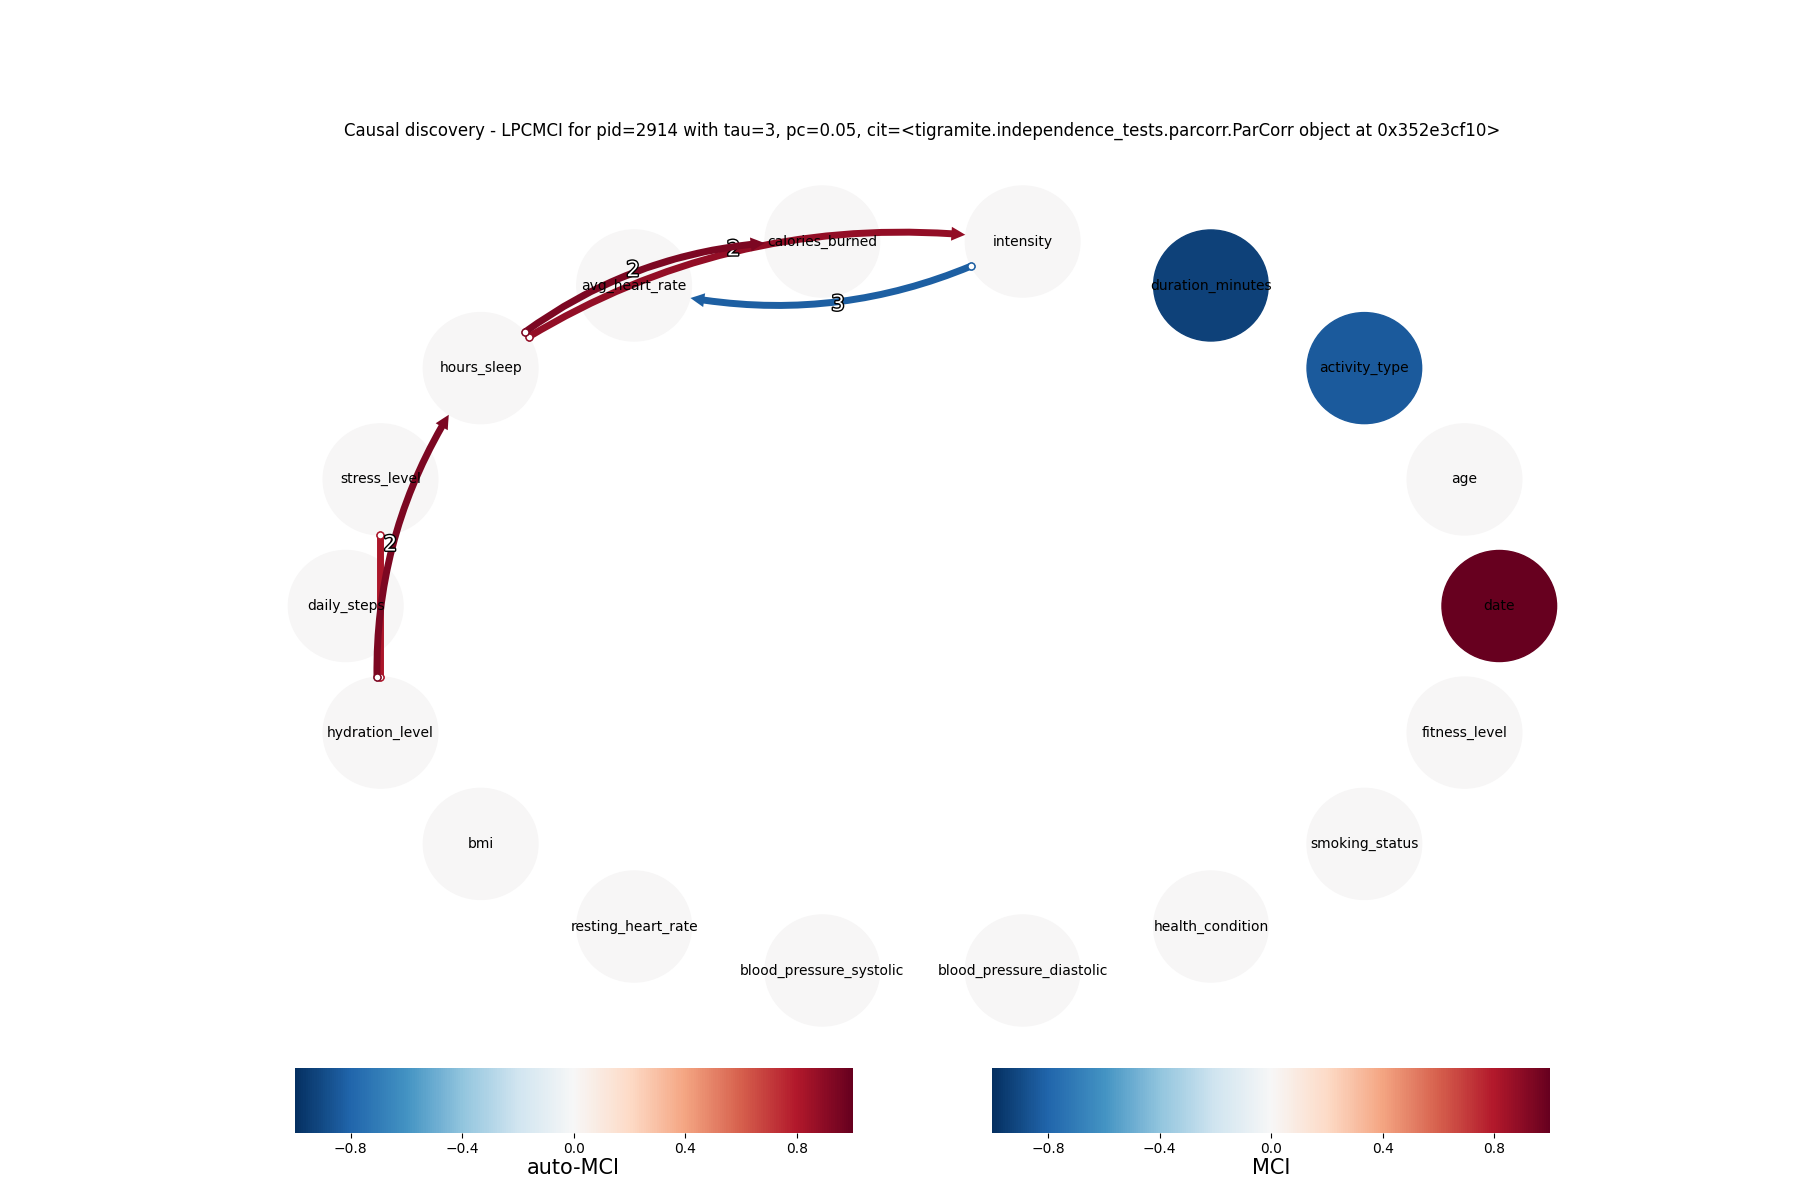 Causal discovery - LPCMCI for pid=2914 with tau=3, pc=0.05, cit=<tigramite.independence_tests.parcorr.ParCorr object at 0x352e3cf10>
calories_burned
intensity
2
2
avg_heart_rate
duration_minutes
3
hours_sleep
activity_type
stress_level
age
2
daily_steps
date
hydration_level
fitness_level
bmi
smoking_status
resting_heart_rate
health_condition
blood_pressure_systolic
blood_pressure_diastolic
−0.8 −0.4 0.0 0.4 0.8
auto-MCI
−0.8 −0.4 0.0 0.4 0.8
MCI